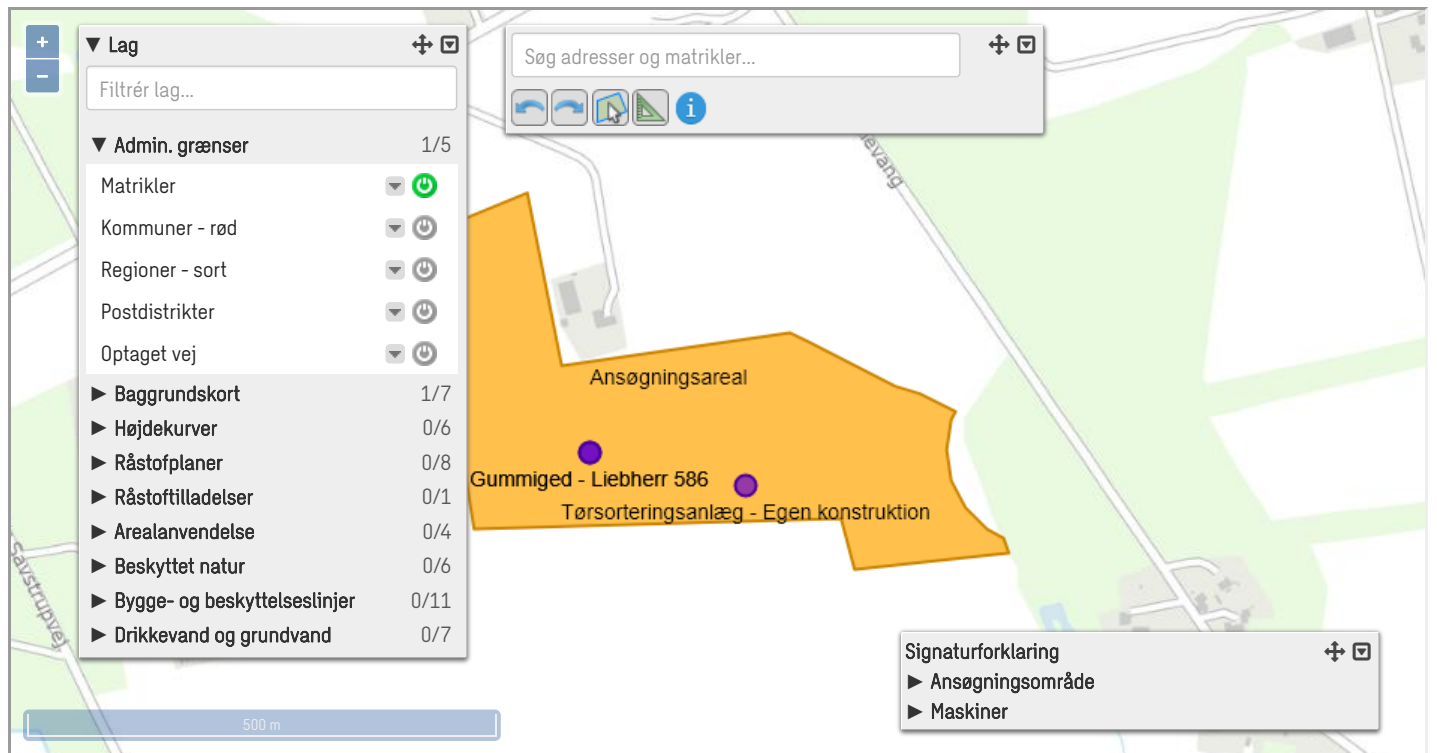 +
−
▼ Lag
Filtrér lag...
▼ Admin. grænser 1/5
Matrikler
Kommuner - rød
Regioner - sort
Postdistrikter
Optaget vej
► Baggrundskort 1/7
► Højdekurver 0/6
► Råstofplaner 0/8
► Råstoftilladelser 0/1
► Arealanvendelse 0/4
► Beskyttet natur 0/6
► Bygge- og beskyttelseslinjer 0/11
► Drikkevand og grundvand 0/7
Søg adresser og matrikler...
i
Ansøgningsareal
Gummiged - Liebherr 586
Tørsorteringsanlæg - Egen konstruktion
Savstrupvej
Signaturforklaring
► Ansøgningsområde
► Maskiner
500 m